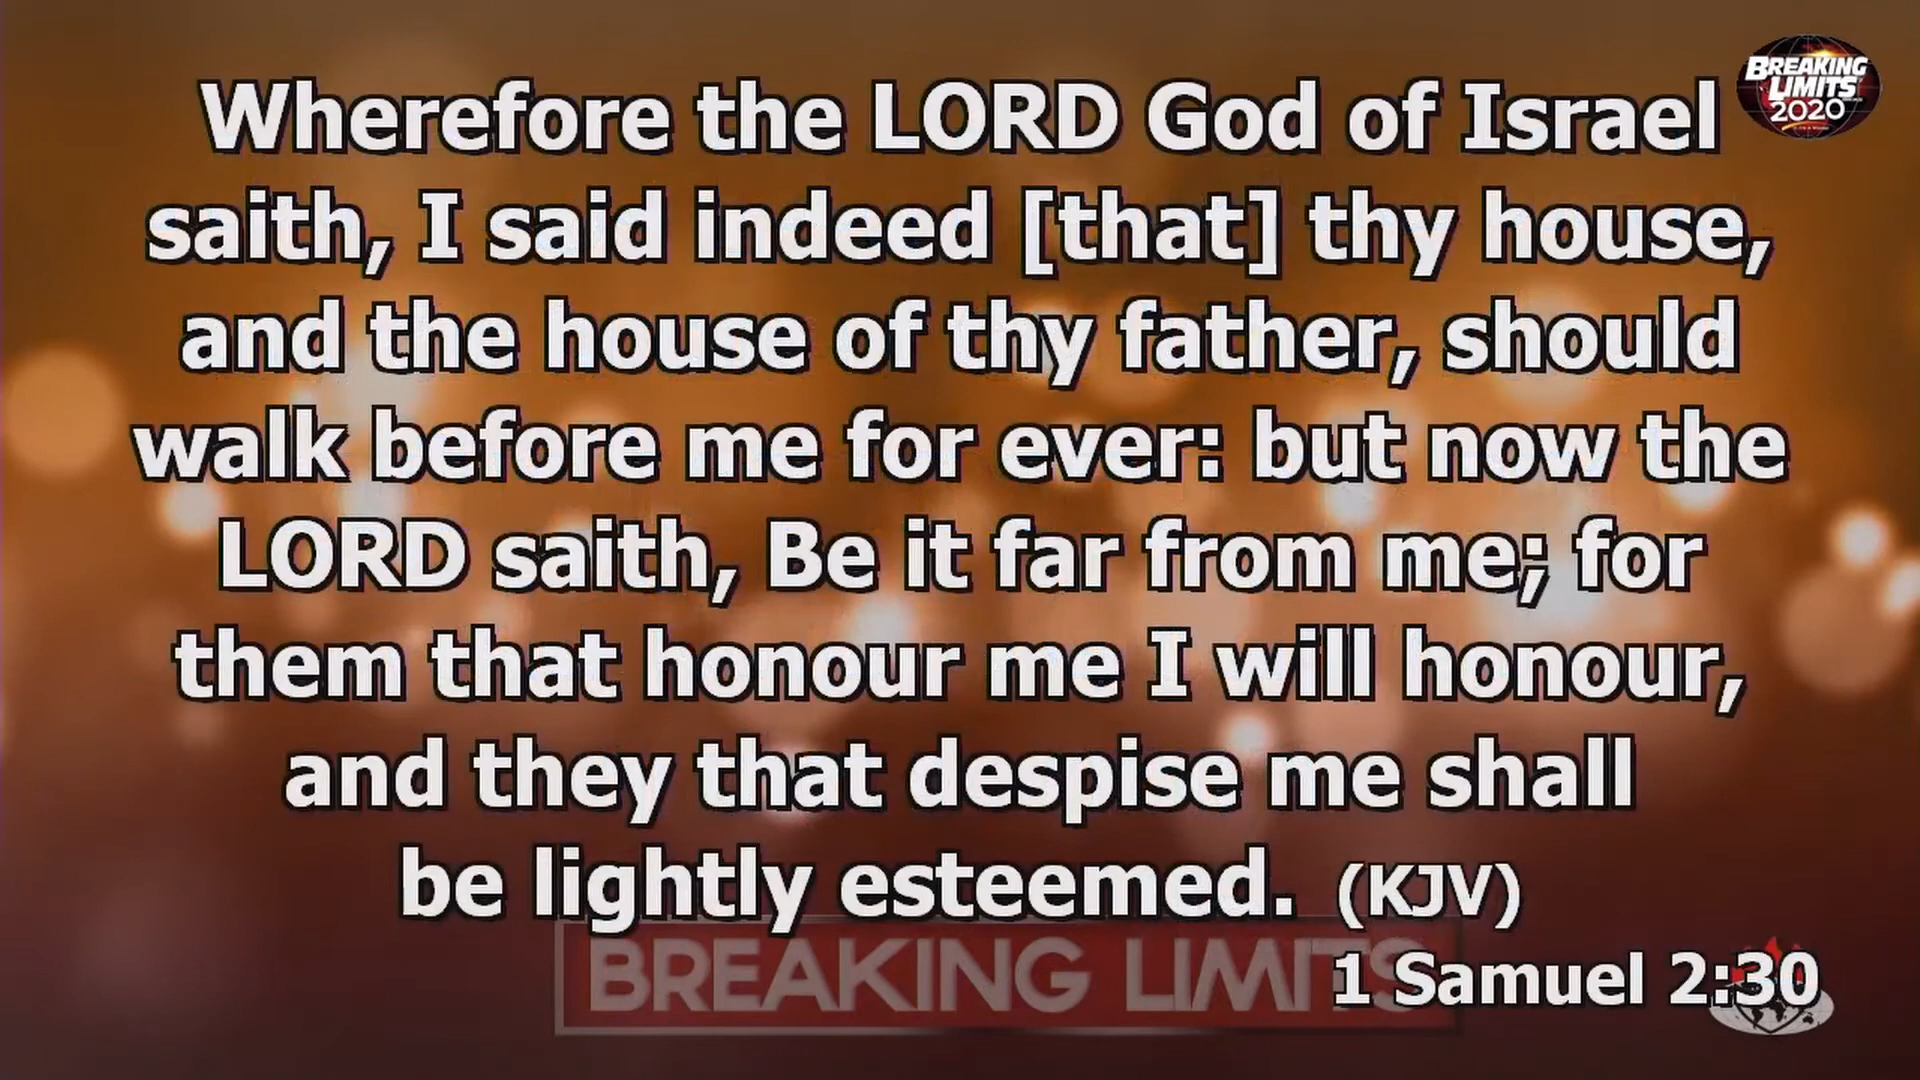 BREAKING
LIMITS
2020
Wherefore the LORD God of Israel
saith, I said indeed [that] thy house,
and the house of thy father, should
walk before me for ever: but now the
LORD saith, Be it far from me; for
them that honour me I will honour,
and they that despise me shall
be lightly esteemed. (KJV)
1 Samuel 2:30
BREAKING LIMITS